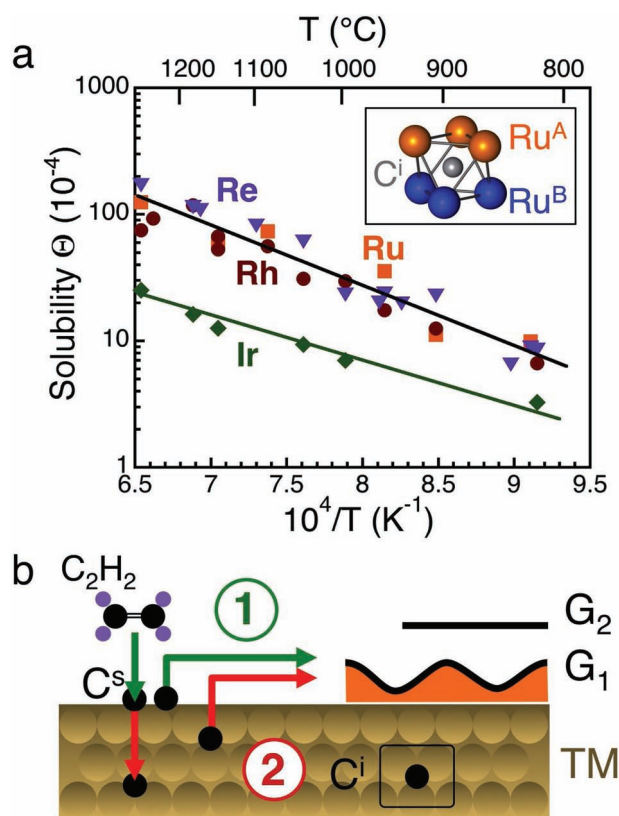 T (°C)
a
1200 1100 1000 900 800
1000
100
10
1
Solubility Θ (10⁻⁴)
Re
Ru
Rh
Ir
Ruᴬ
Cⁱ
Ruᴮ
6.5 7 7.5 8 8.5 9 9.5
10⁴/T (K⁻¹)
b
C₂H₂
1
G₂
Cˢ
G₁
2
Cⁱ
TM